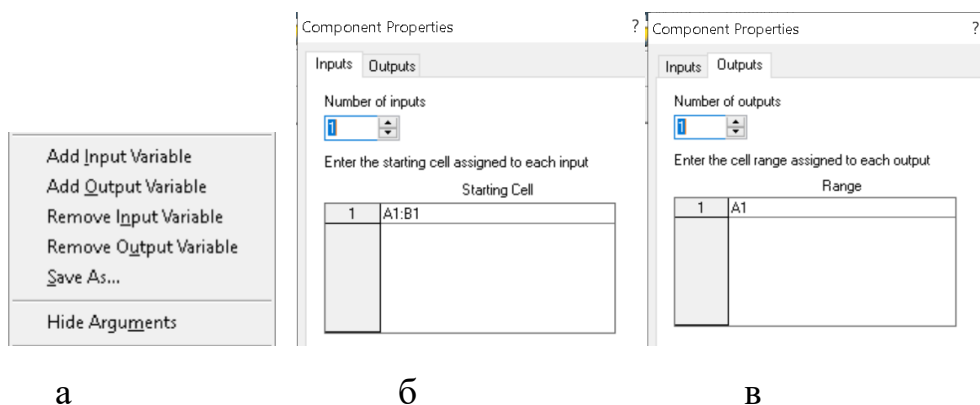 Add Input Variable
Add Output Variable
Remove Input Variable
Remove Output Variable
Save As...
Hide Arguments
а
Component Properties ?
Inputs Outputs
Number of inputs
1
Enter the starting cell assigned to each input
Starting Cell
1 A1:B1
б
Component Properties ?
Inputs Outputs
Number of outputs
1
Enter the cell range assigned to each output
Range
1 A1
в